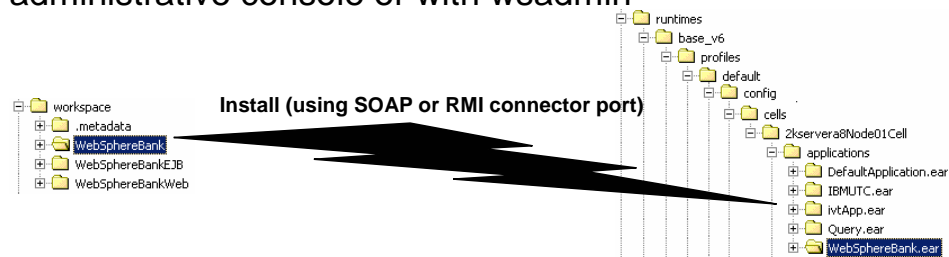 administrative console or with wsadmin
runtimes
base_v6
profiles
default
config
cells
2kservera8Node01Cell
applications
DefaultApplication.ear
IBMUTC.ear
ivtApp.ear
Query.ear
WebSphereBank.ear
workspace
.metadata
WebSphereBank
WebSphereBankEJB
WebSphereBankWeb
Install (using SOAP or RMI connector port)